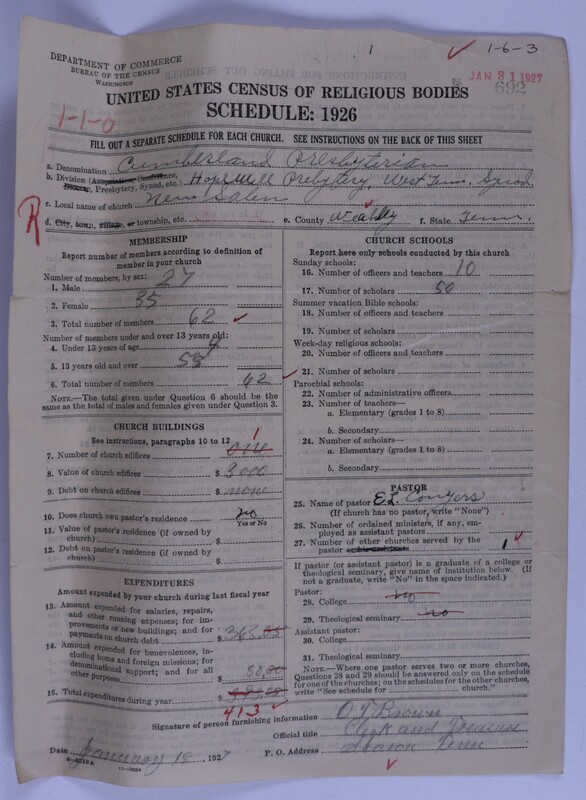 1 ✓ 1-6-3
DEPARTMENT OF COMMERCE
BUREAU OF THE CENSUS
WASHINGTON
JAN 31 1927
692
UNITED STATES CENSUS OF RELIGIOUS BODIES
SCHEDULE: 1926
1-1-0
FILL OUT A SEPARATE SCHEDULE FOR EACH CHURCH. SEE INSTRUCTIONS ON THE BACK OF THIS SHEET
a. Denomination Cumberland Presbyterian
b. Division (Association, Conference, Diocese, Presbytery, Synod, etc.) Hopewell Presbytery, West Tenn. Synod
c. Local name of church New Salem
R
d. City, town, village, or township, etc. e. County Weakley f. State Tenn.
MEMBERSHIP
Report number of members according to definition of member in your church
Number of members, by sex:
1. Male 27
2. Female 35
3. Total number of members 62 ✓
Number of members under and over 13 years old:
4. Under 13 years of age 4
5. 13 years old and over 58
6. Total number of members 62 ✓
NOTE.—The total given under Question 6 should be the same as the total of males and females given under Question 3.
CHURCH BUILDINGS
See instructions, paragraphs 10 to 12
7. Number of church edifices one 1
8. Value of church edifices $ 3000
9. Debt on church edifices $ none
10. Does church own pastor's residence no
Yes or No
11. Value of pastor's residence (if owned by church) $
12. Debt on pastor's residence (if owned by church) $
EXPENDITURES
Amount expended by your church during last fiscal year
13. Amount expended for salaries, repairs, and other running expenses; for improvements or new buildings; and for payments on church debt $ 363.05
14. Amount expended for benevolences, including home and foreign missions; for denominational support; and for all other purposes $ 50.00
15. Total expenditures during year $
413 ✓
CHURCH SCHOOLS
Report here only schools conducted by this church
Sunday schools:
16. Number of officers and teachers 10
17. Number of scholars 50
Summer vacation Bible schools:
18. Number of officers and teachers
19. Number of scholars
Week-day religious schools:
20. Number of officers and teachers
21. Number of scholars
Parochial schools:
22. Number of administrative officers
23. Number of teachers—
a. Elementary (grades 1 to 8)
b. Secondary
24. Number of scholars—
a. Elementary (grades 1 to 8)
b. Secondary
PASTOR
25. Name of pastor E.L. Conyers
(If church has no pastor, write "None")
26. Number of ordained ministers, if any, employed as assistant pastors
27. Number of other churches served by the pastor 1
If pastor (or assistant pastor) is a graduate of a college or theological seminary, give name of institution below. (If not a graduate, write "No" in the space indicated.)
Pastor:
28. College no
29. Theological seminary no
Assistant pastor:
30. College
31. Theological seminary
NOTE.—Where one pastor serves two or more churches, Questions 28 and 29 should be answered only on the schedule for one of the churches; on the schedules for the other churches, write "See schedule for church."
Signature of person furnishing information O. T. Brown
Official title Clerk and Treasurer
Date January 18 1927 P. O. Address Sharon Tenn